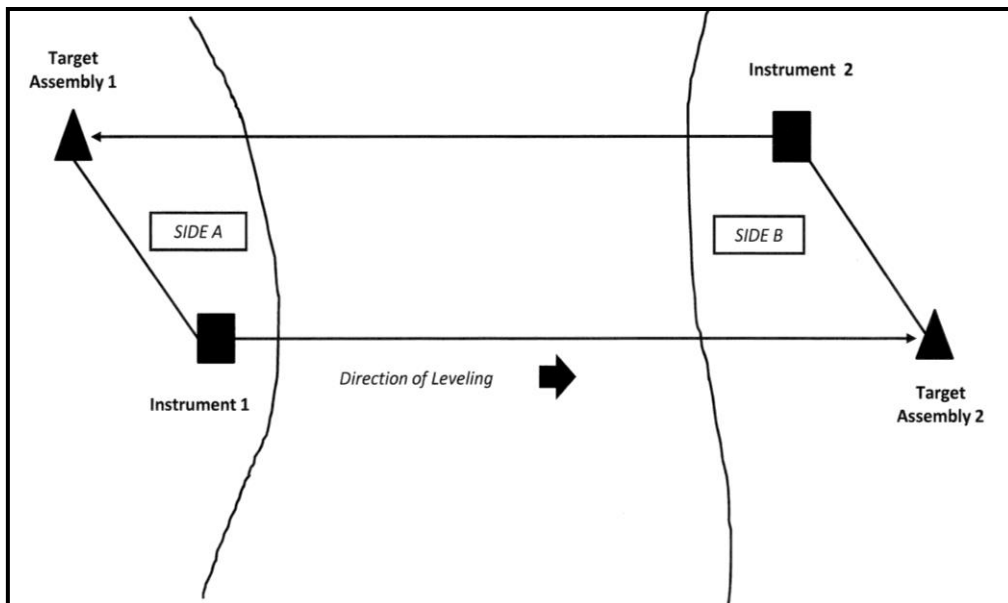 Target
Assembly 1
Instrument 2
SIDE A
SIDE B
Direction of Leveling
Instrument 1
Target
Assembly 2